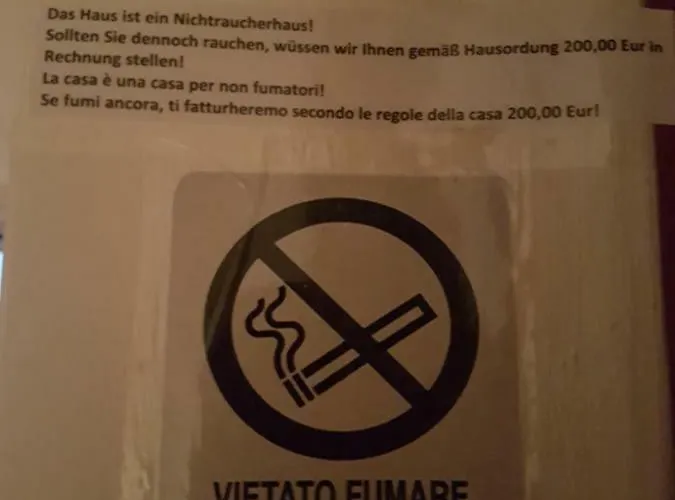 Das Haus ist ein Nichtraucherhaus!
Sollten Sie dennoch rauchen, wüssen wir Ihnen gemäß Hausordung 200,00 Eur in
Rechnung stellen!
La casa è una casa per non fumatori!
Se fumi ancora, ti fattureremo secondo le regole della casa 200,00 Eur!
VIETATO FUMARE